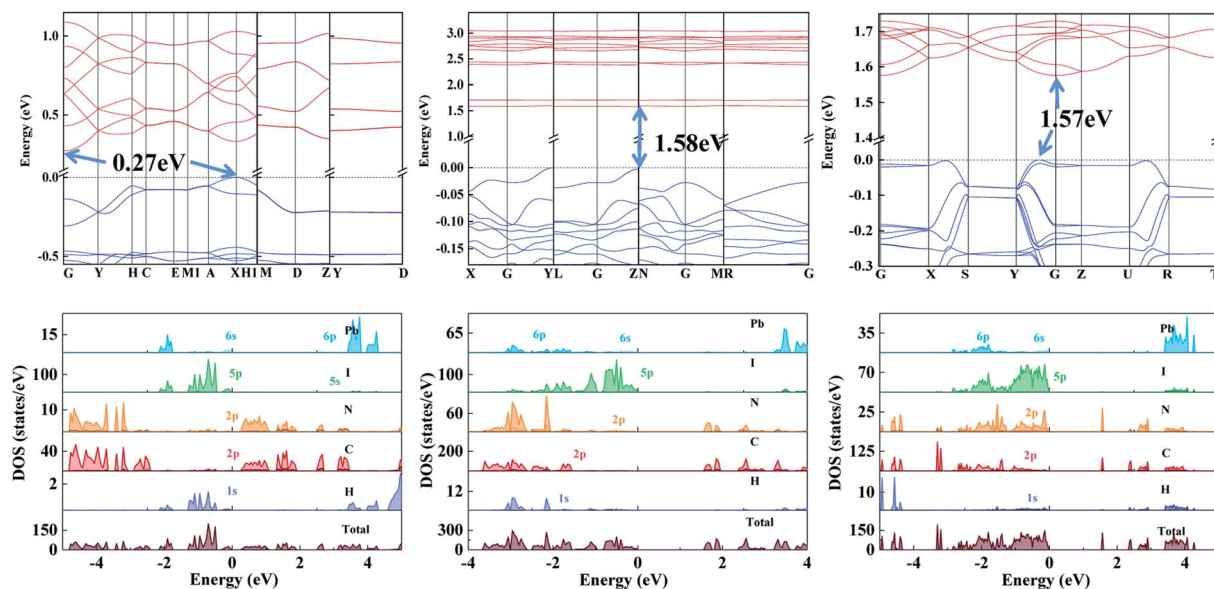 Energy (eV)
1.0
0.5
0.0
-0.5
0.27eV
G Y H C E M1 A X H1 M D Z Y D
Energy (eV)
3.0
2.5
2.0
1.5
1.0
0.00
-0.05
-0.10
-0.15
1.58eV
X G Y L G Z N G M R G
Energy (eV)
1.7
1.6
1.5
1.4
0.0
-0.1
-0.2
-0.3
1.57eV
G X S Y G Z U R T
DOS (states/eV)
15 6s 6p Pb
100 5p 5s I
10 2p N
40 2p C
2 1s H
150 Total
0
-4 -2 0 2 4
Energy (eV)
DOS (states/eV)
65 6p 6s Pb
100 5p I
60 2p N
200 2p C
12 1s H
300 Total
150
0
-4 -2 0 2 4
Energy (eV)
DOS (states/eV)
35 6p 6s Pb
70 5p I
25 2p N
125 2p C
10 1s H
150 Total
0
-4 -2 0 2 4
Energy (eV)